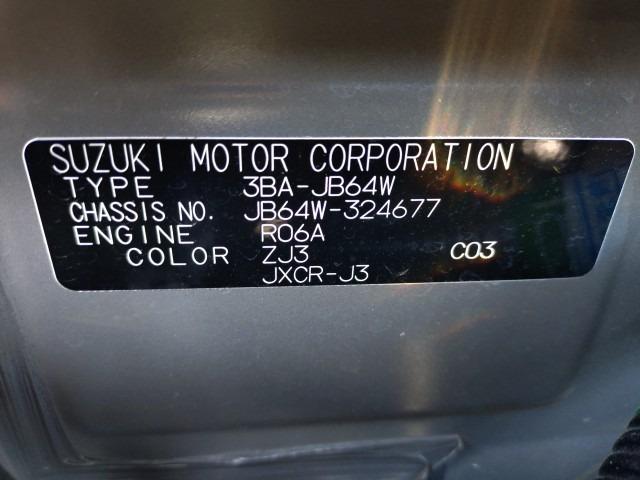 SUZUKI MOTOR CORPORATION
TYPE 3BA-JB64W
CHASSIS NO. JB64W-324677
ENGINE R06A
COLOR ZJ3 C03
JXCR-J3